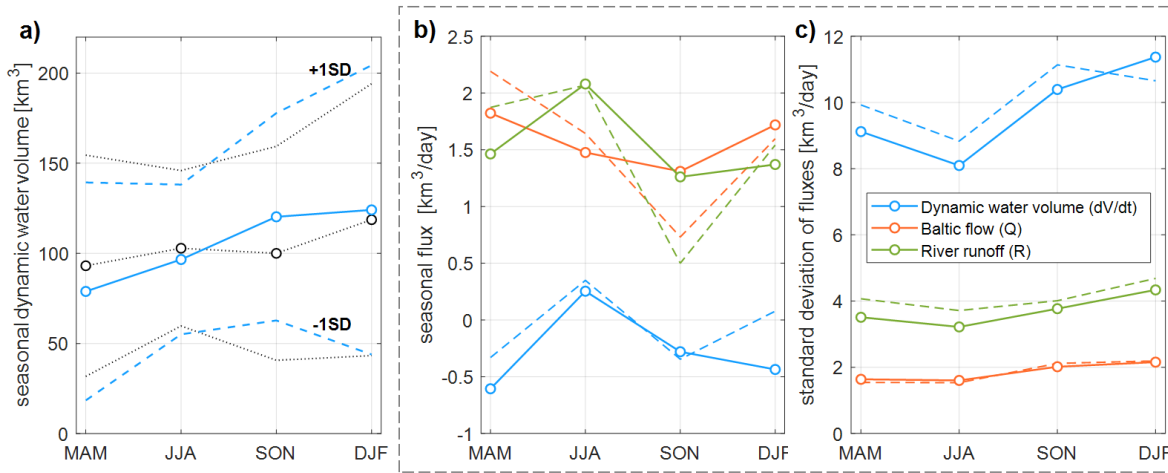 a)
seasonal dynamic water volume [km³]
200
150
100
50
0
+1SD
-1SD
MAM JJA SON DJF
b)
seasonal flux [km³/day]
2.5
2
1.5
1
0.5
0
-0.5
-1
MAM JJA SON DJF
c)
standard deviation of fluxes [km³/day]
12
10
8
6
4
2
0
Dynamic water volume (dV/dt)
Baltic flow (Q)
River runoff (R)
MAM JJA SON DJF